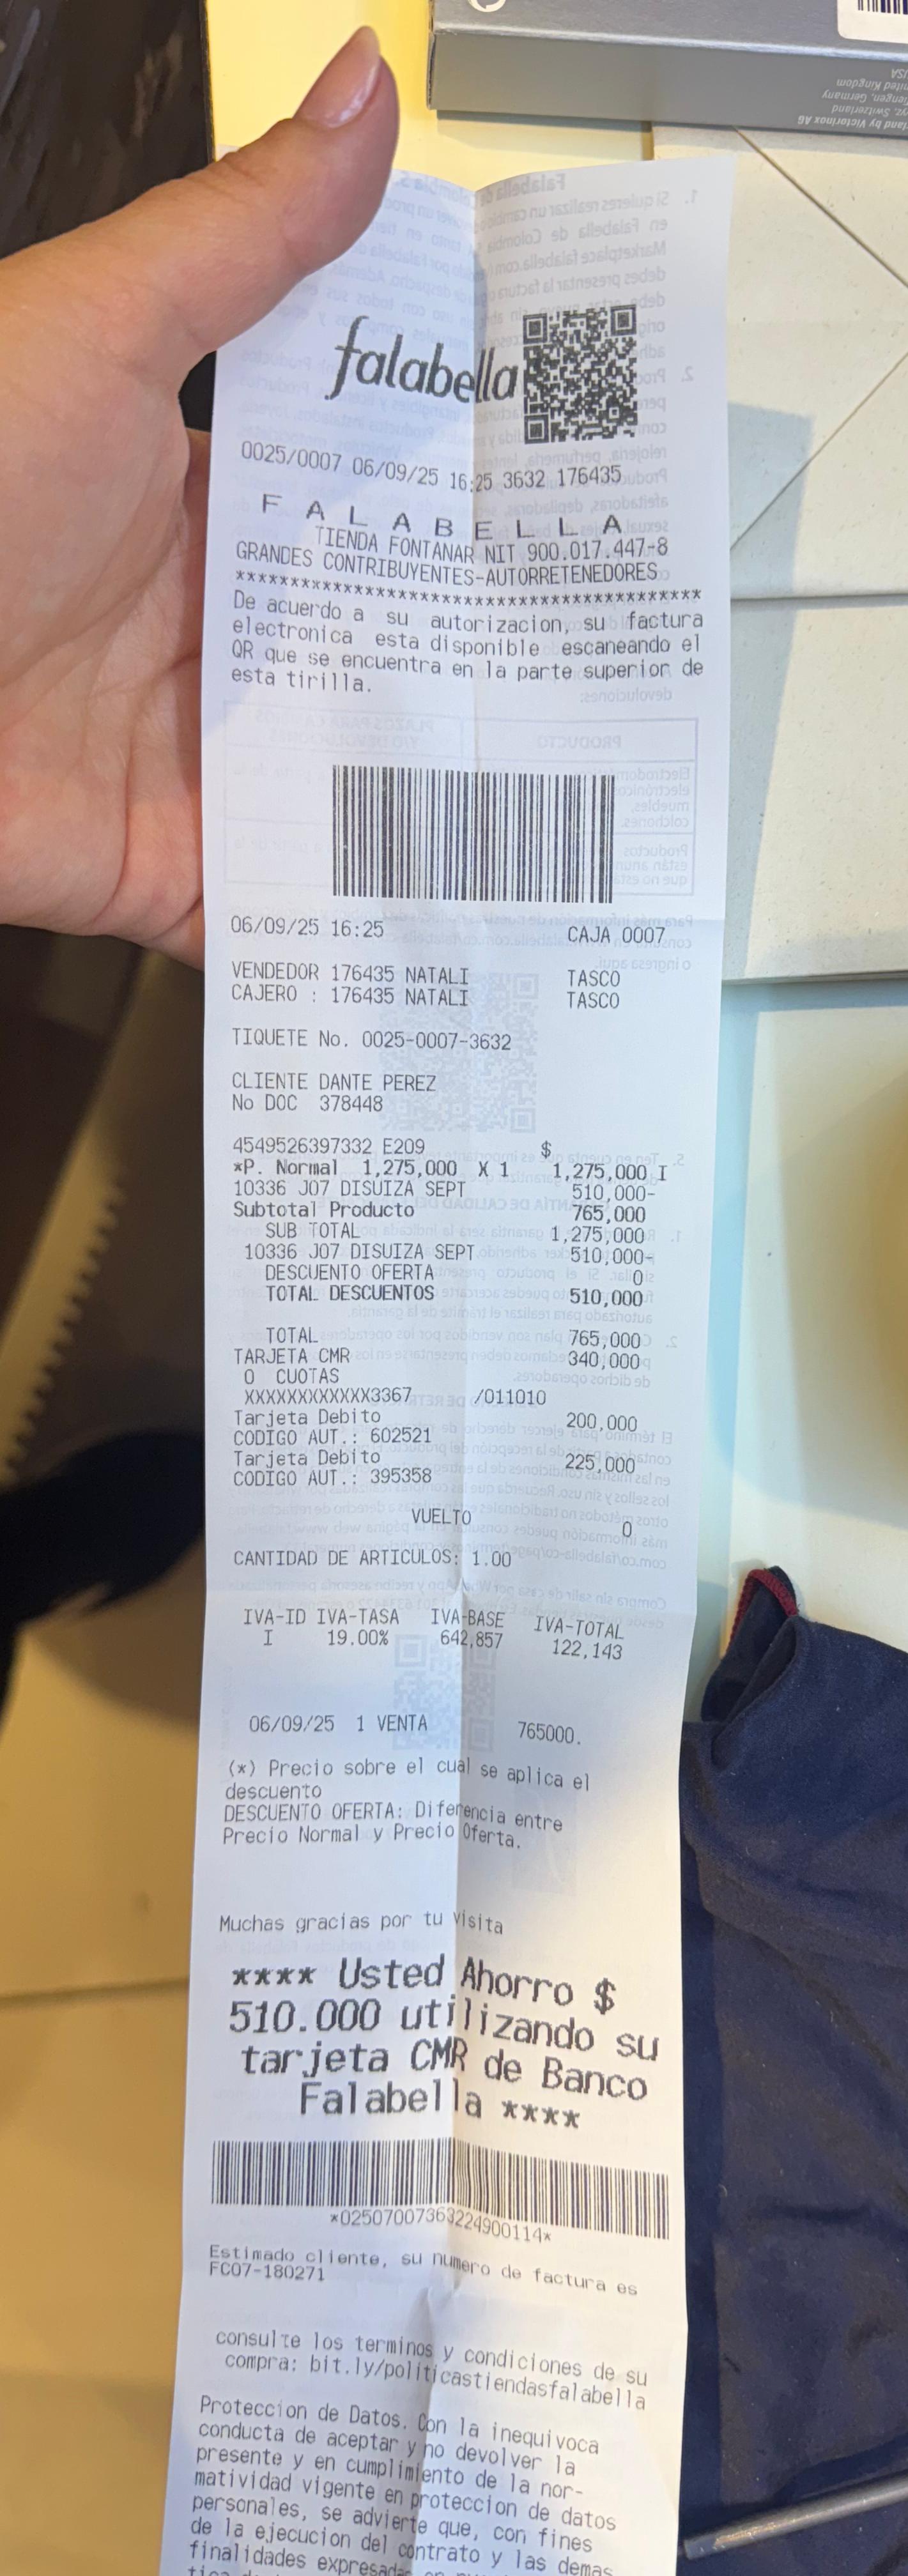 USA
United Kingdom
Germany
Switzerland
land by Victorinox AG
falabella
0025/0007 06/09/25 16:25 3632 176435
F A L A B E L L A
TIENDA FONTANAR NIT 900.017.447-8
GRANDES CONTRIBUYENTES-AUTORRETENEDORES
*******************************************
De acuerdo a su autorizacion, su factura
electronica esta disponible escaneando el
QR que se encuentra en la parte superior de
esta tirilla.
06/09/25 16:25 CAJA 0007
VENDEDOR 176435 NATALI TASCO
CAJERO : 176435 NATALI TASCO
TIQUETE No. 0025-0007-3632
CLIENTE DANTE PEREZ
No DOC 378448
4549526397332 E209 $
*P. Normal 1,275,000 X 1 1,275,000 I
10336 J07 DISUIZA SEPT 510,000-
Subtotal Producto 765,000
SUB TOTAL 1,275,000
10336 J07 DISUIZA SEPT 510,000-
DESCUENTO OFERTA 0
TOTAL DESCUENTOS 510,000
TOTAL 765,000
TARJETA CMR 340,000
0 CUOTAS
XXXXXXXXXXXX3367 /011010
Tarjeta Debito 200,000
CODIGO AUT.: 602521
Tarjeta Debito 225,000
CODIGO AUT.: 395358
VUELTO 0
CANTIDAD DE ARTICULOS: 1.00
IVA-ID IVA-TASA IVA-BASE IVA-TOTAL
I 19.00% 642,857 122,143
06/09/25 1 VENTA 765000.
(*) Precio sobre el cual se aplica el
descuento
DESCUENTO OFERTA: Diferencia entre
Precio Normal y Precio Oferta.
Muchas gracias por tu visita
**** Usted Ahorro $
510.000 utilizando su
tarjeta CMR de Banco
Falabella ****
*02507007363224900114*
Estimado cliente, su numero de factura es
FC07-180271
consulte los terminos y condiciones de su
compra: bit.ly/politicastiendasfalabella
Proteccion de Datos. Con la inequivoca
conducta de aceptar y no devolver la
presente y en cumplimiento de la nor-
matividad vigente en proteccion de datos
personales, se advierte que, con fines
de la ejecucion del contrato y las demas
finalidades expresadas